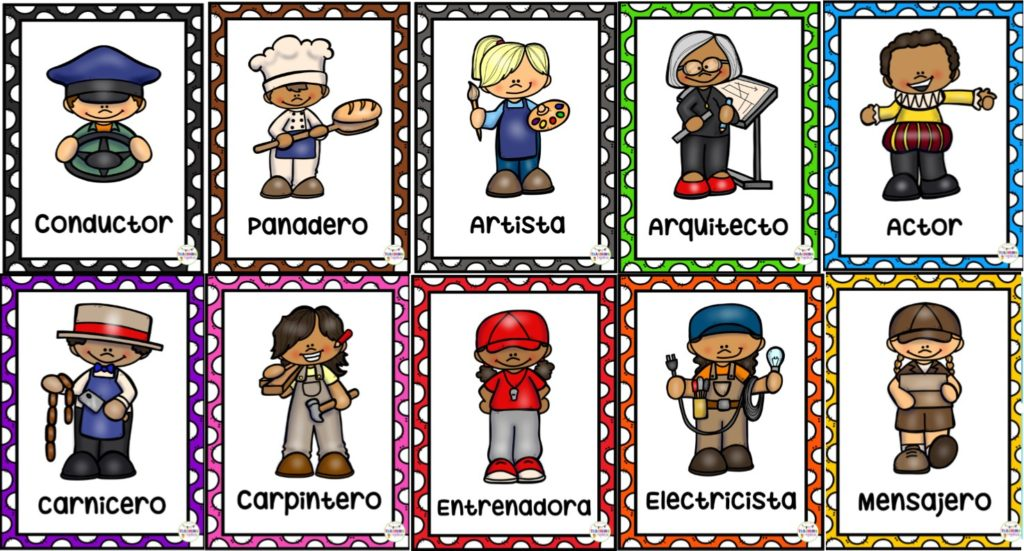 Conductor
Panadero
Artista
Arquitecto
Actor
Carnicero
Carpintero
Entrenadora
Electricista
Mensajero